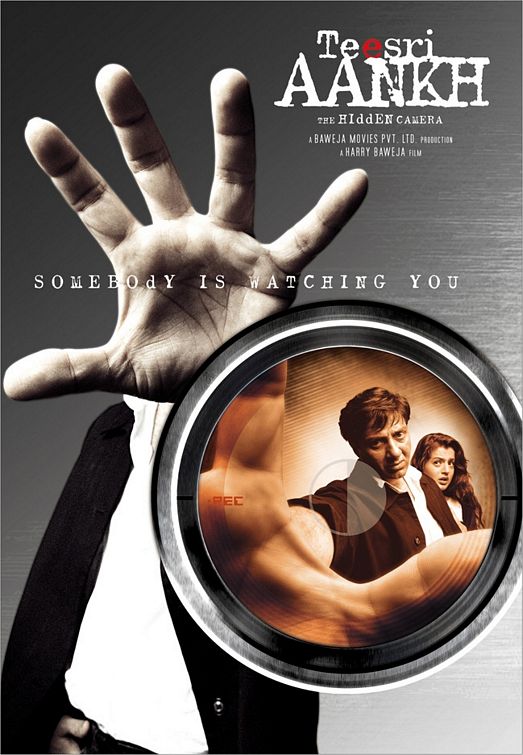 Teesri
AANKH
THE HIddEN CAMERA
A BAWEJA MOVIES PVT. LTD. PRODUCTION
A HARRY BAWEJA FILM
SOMEBOdY IS WATCHING YOU
REC